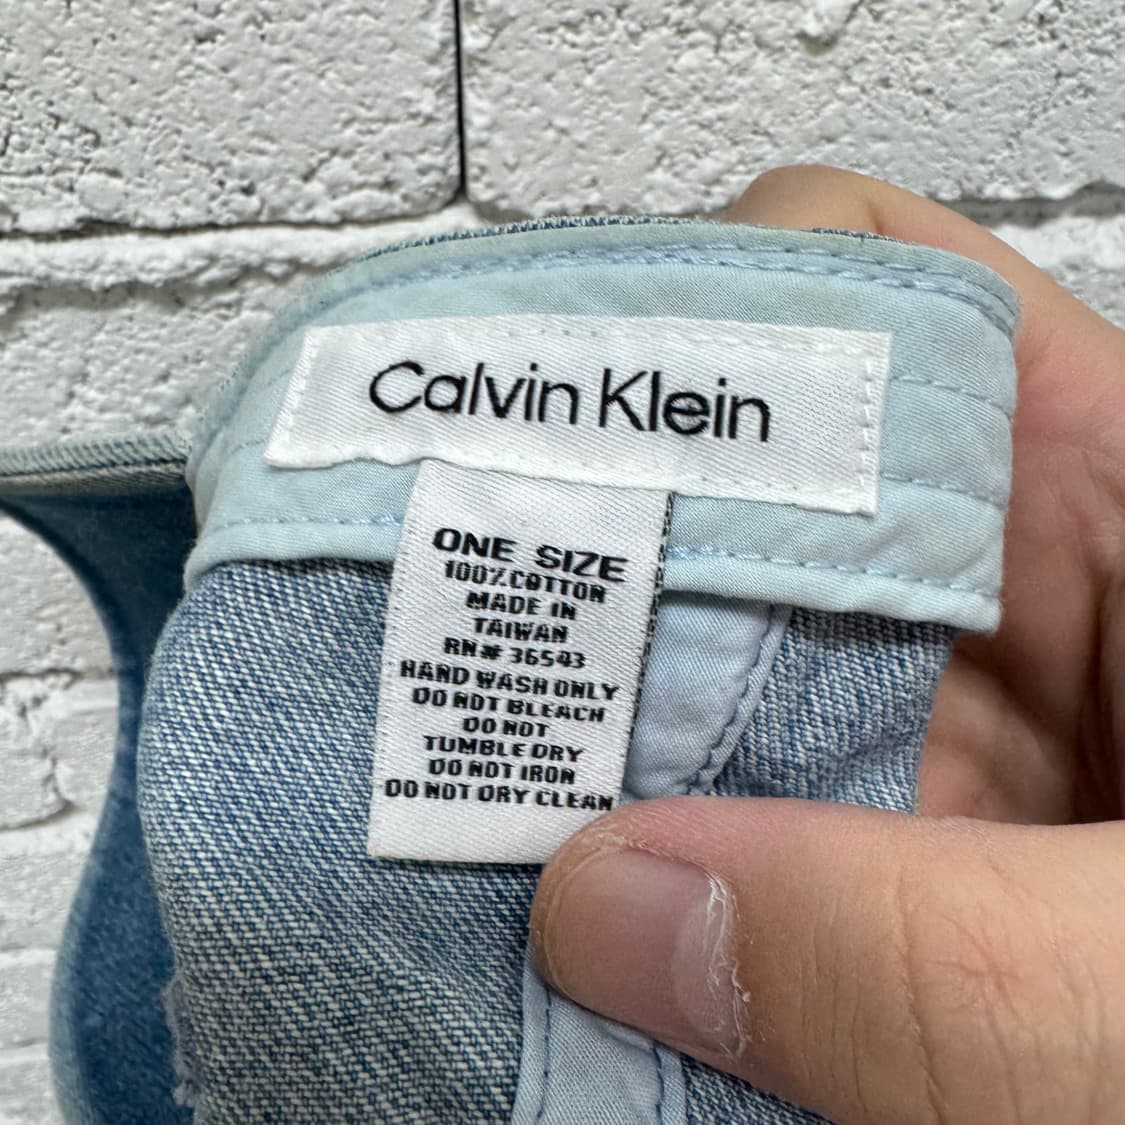 Calvin Klein
ONE SIZE
100% COTTON
MADE IN
TAIWAN
RN# 36543
HAND WASH ONLY
DO NOT BLEACH
DO NOT
TUMBLE DRY
DO NOT IRON
DO NOT DRY CLEAN